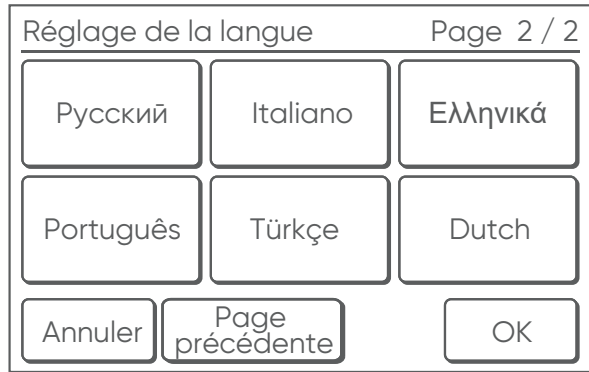 Réglage de la langue Page 2 / 2
Русский Italiano Ελληνικά
Português Türkçe Dutch
Annuler Page précédente OK